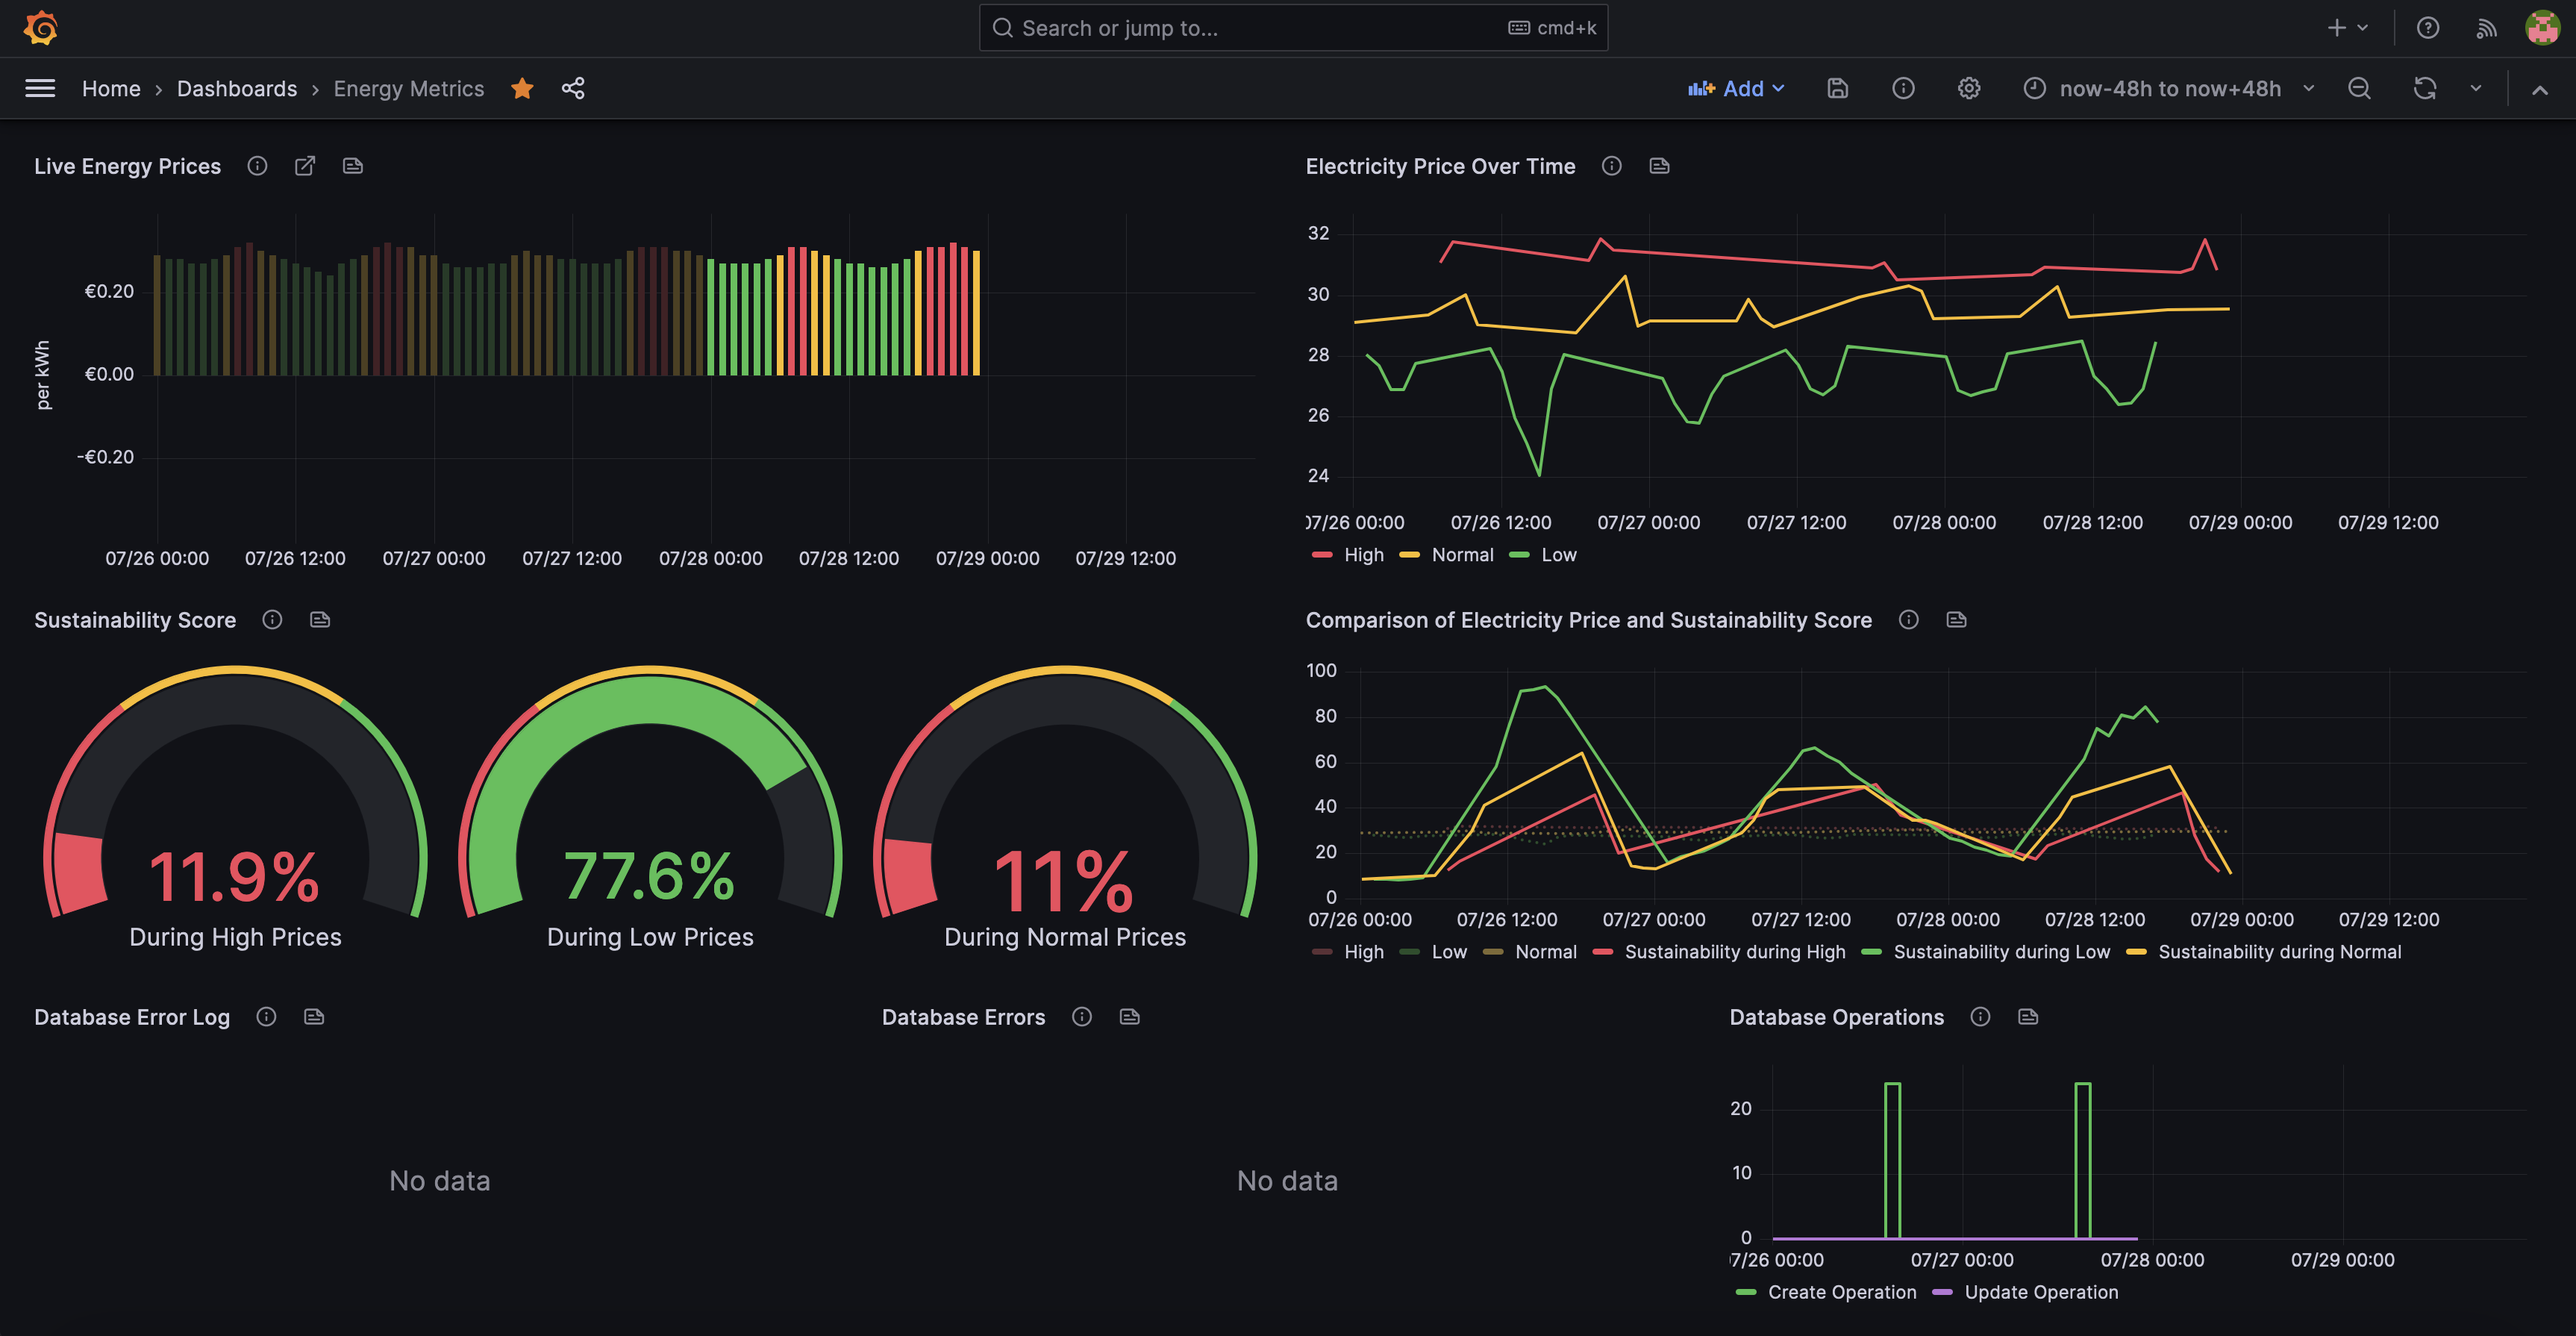 Search or jump to...
cmd+k
Home › Dashboards › Energy Metrics
Add
now-48h to now+48h
Live Energy Prices
per kWh
€0.20
€0.00
-€0.20
07/26 00:00 07/26 12:00 07/27 00:00 07/27 12:00 07/28 00:00 07/28 12:00 07/29 00:00 07/29 12:00
Electricity Price Over Time
32
30
28
26
24
07/26 00:00 07/26 12:00 07/27 00:00 07/27 12:00 07/28 00:00 07/28 12:00 07/29 00:00 07/29 12:00
High Normal Low
Sustainability Score
11.9%
During High Prices
77.6%
During Low Prices
11%
During Normal Prices
Comparison of Electricity Price and Sustainability Score
100
80
60
40
20
0
07/26 00:00 07/26 12:00 07/27 00:00 07/27 12:00 07/28 00:00 07/28 12:00 07/29 00:00 07/29 12:00
High Low Normal Sustainability during High Sustainability during Low Sustainability during Normal
Database Error Log
No data
Database Errors
No data
Database Operations
20
10
0
7/26 00:00 07/27 00:00 07/28 00:00 07/29 00:00
Create Operation Update Operation